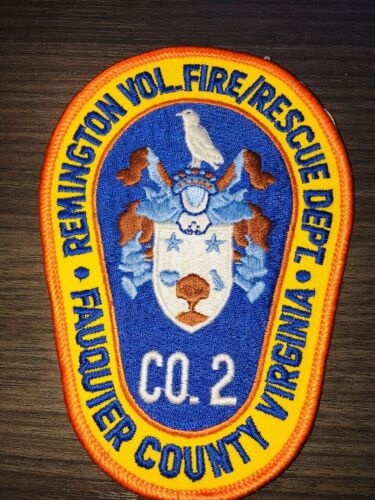 REMINGTON VOL. FIRE/RESCUE DEPT.
FAUQUIER COUNTY VIRGINIA
CO. 2